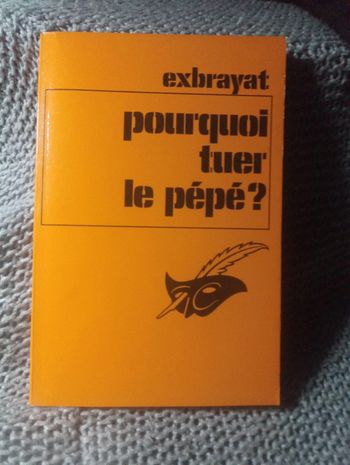 exbrayat
pourquoi
tuer
le pépé?